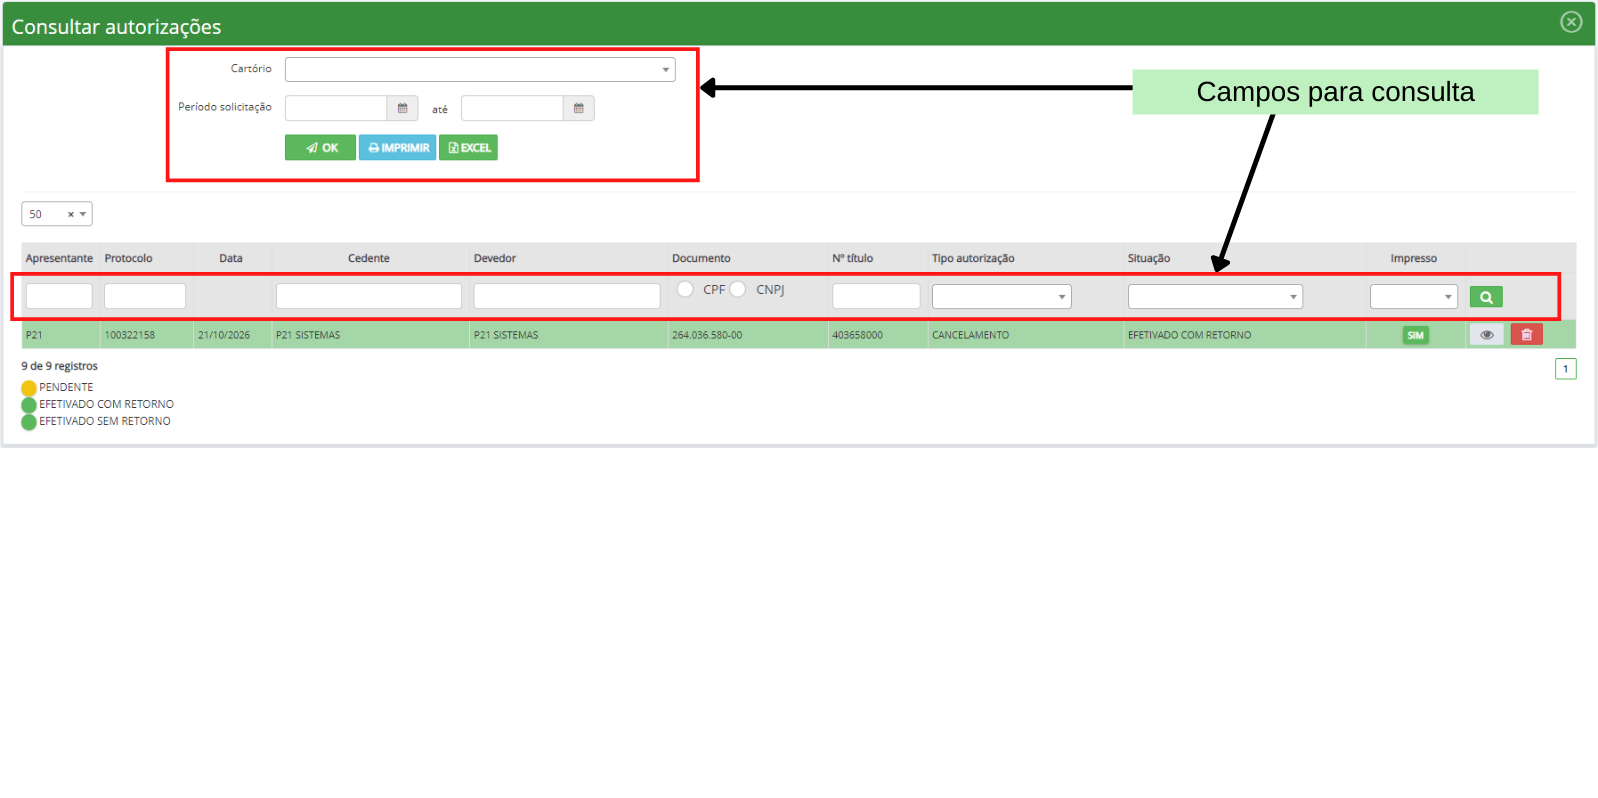 Consultar autorizações
Cartório
Campos para consulta
Período solicitação até
OK IMPRIMIR EXCEL
50 × 
Apresentante Protocolo Data Cedente Devedor Documento Nº título Tipo autorização Situação Impresso
CPF CNPJ
P21 100322158 21/10/2026 P21 SISTEMAS P21 SISTEMAS 264.036.580-00 403658000 CANCELAMENTO EFETIVADO COM RETORNO SIM
9 de 9 registros 1
PENDENTE
EFETIVADO COM RETORNO
EFETIVADO SEM RETORNO